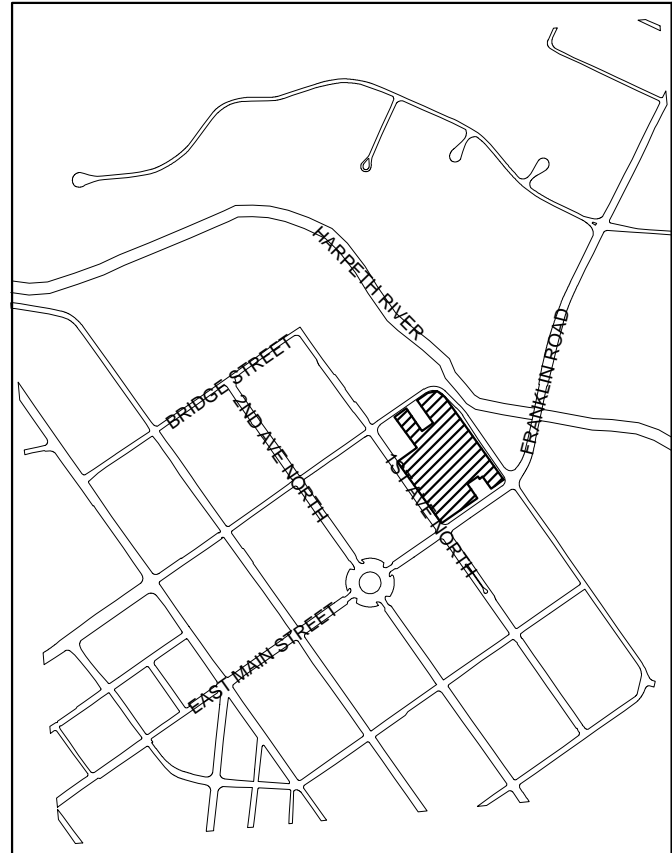 HARPETH RIVER
FRANKLIN ROAD
BRIDGE STREET
2ND AVE NORTH
1ST AVE NORTH
EAST MAIN STREET